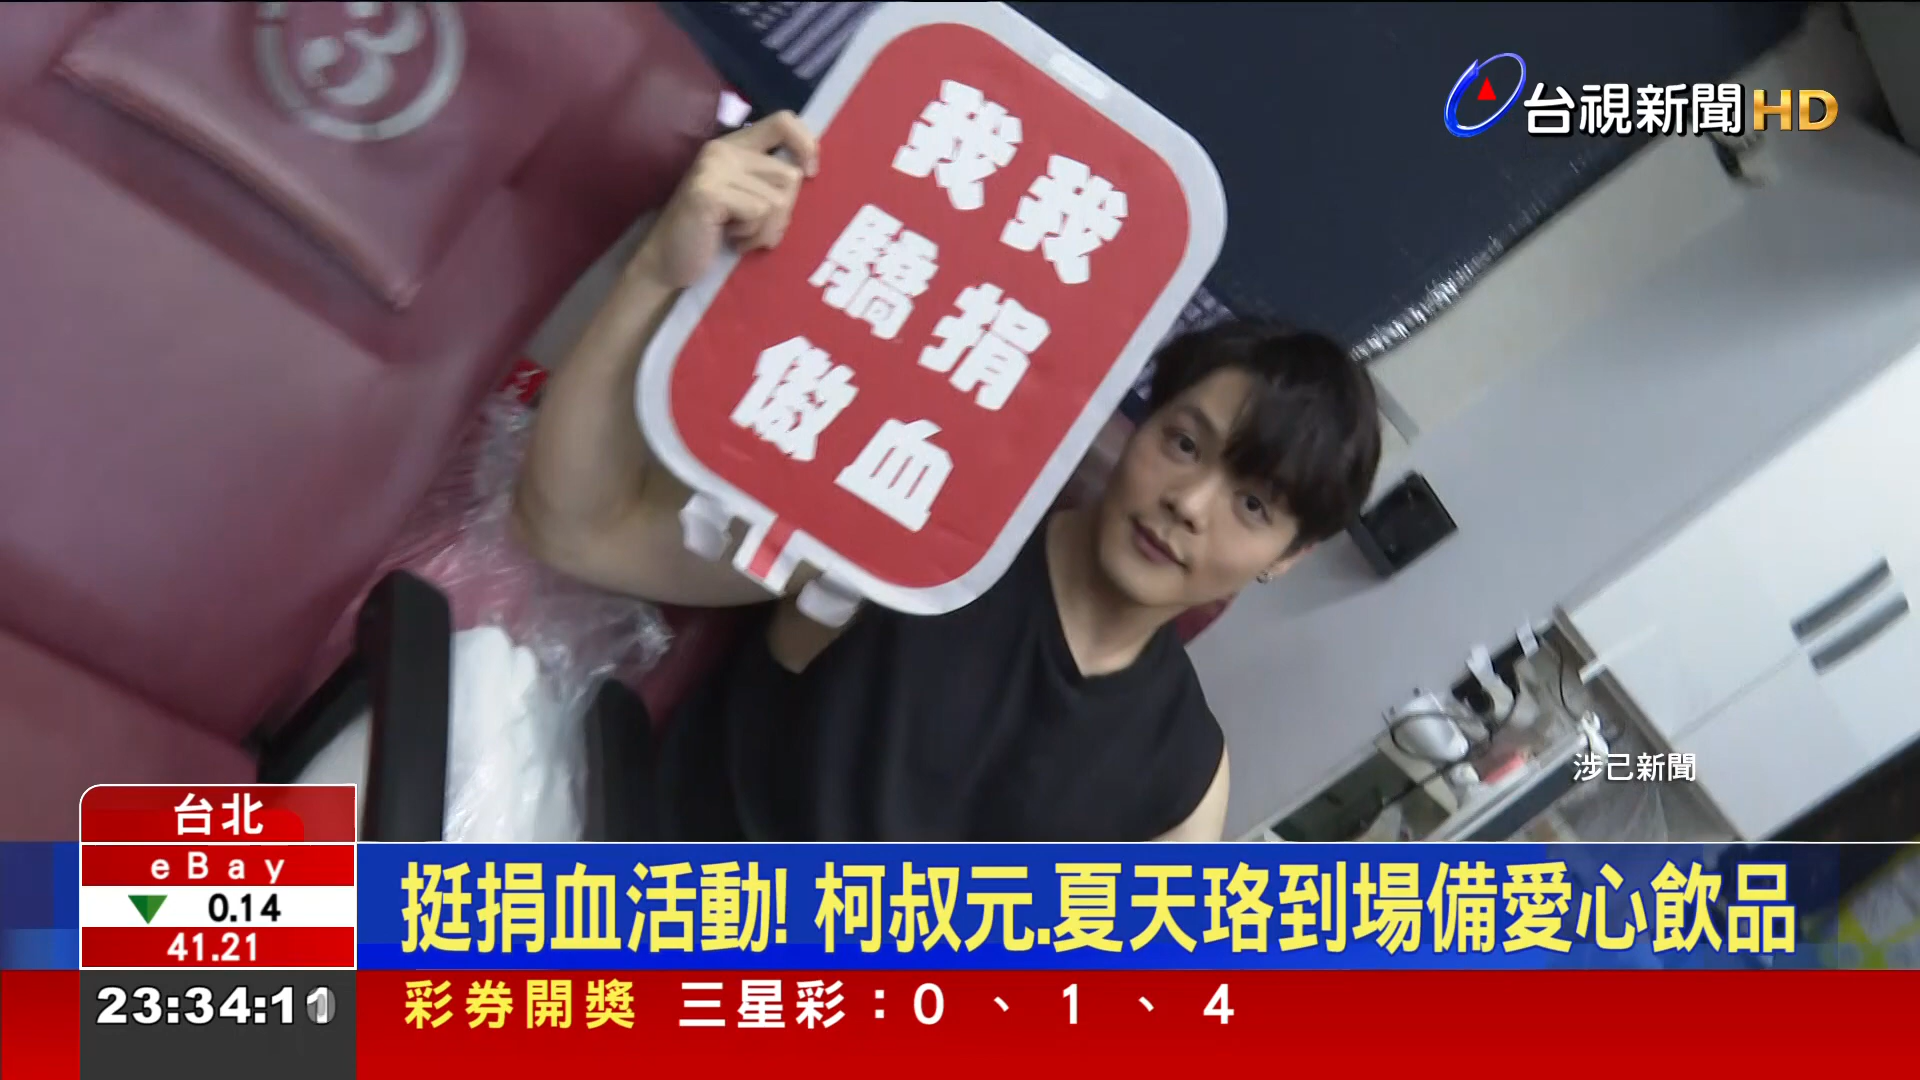 台視新聞HD
我捐血
我驕傲
涉己新聞
台北
eBay
0.14
41.21
挺捐血活動! 柯叔元.夏天珞到場備愛心飲品
23:34:11
彩券開獎 三星彩：0、1、4